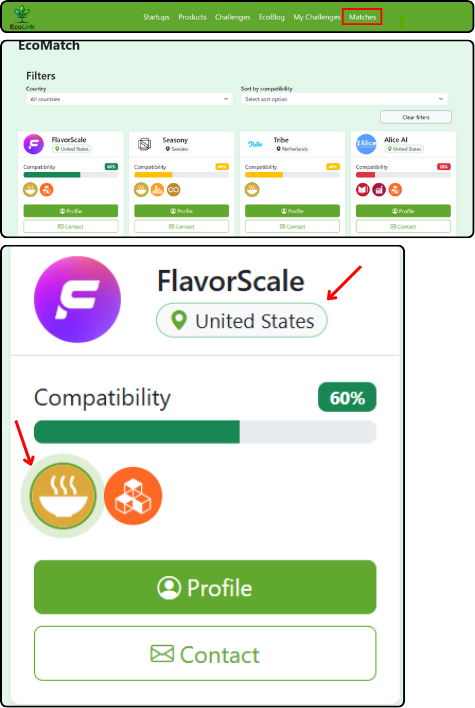 EcoLink
Startups Products Challenges EcoBlog My Challenges Matches
EcoMatch
Filters
Country Sort by compatibility
All countries Select sort option
Clear filters
FlavorScale Seasony Tribe Alice AI
United States Sweden Netherlands United States
Compatibility 60% Compatibility 40% Compatibility 40% Compatibility 20%
Profile Profile Profile Profile
Contact Contact Contact Contact
FlavorScale
United States
Compatibility 60%
Profile
Contact